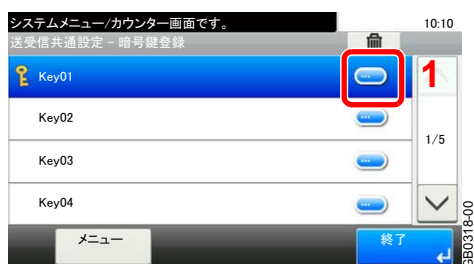 システムメニュー/カウンター画面です。
10:10
送受信共通設定 - 暗号鍵登録
Key01
1
Key02
1/5
Key03
Key04
メニュー
終了
GB0318-00